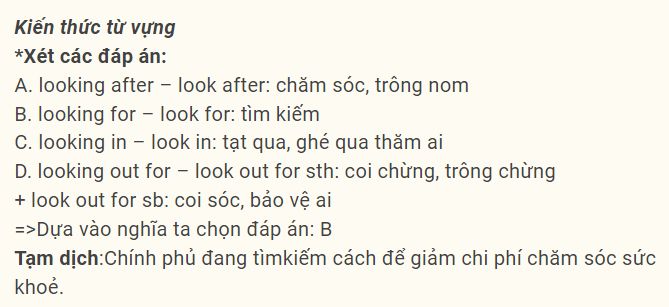 Kiến thức từ vựng
*Xét các đáp án:
A. looking after – look after: chăm sóc, trông nom
B. looking for – look for: tìm kiếm
C. looking in – look in: tạt qua, ghé qua thăm ai
D. looking out for – look out for sth: coi chừng, trông chừng
+ look out for sb: coi sóc, bảo vệ ai
=>Dựa vào nghĩa ta chọn đáp án: B
Tạm dịch:Chính phủ đang tìmkiếm cách để giảm chi phí chăm sóc sức
khoẻ.